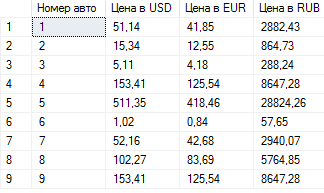 Номер авто Цена в USD Цена в EUR Цена в RUB
1 1 51,14 41,85 2882,43
2 2 15,34 12,55 864,73
3 3 5,11 4,18 288,24
4 4 153,41 125,54 8647,28
5 5 511,35 418,46 28824,26
6 6 1,02 0,84 57,65
7 7 52,16 42,68 2940,07
8 8 102,27 83,69 5764,85
9 9 153,41 125,54 8647,28